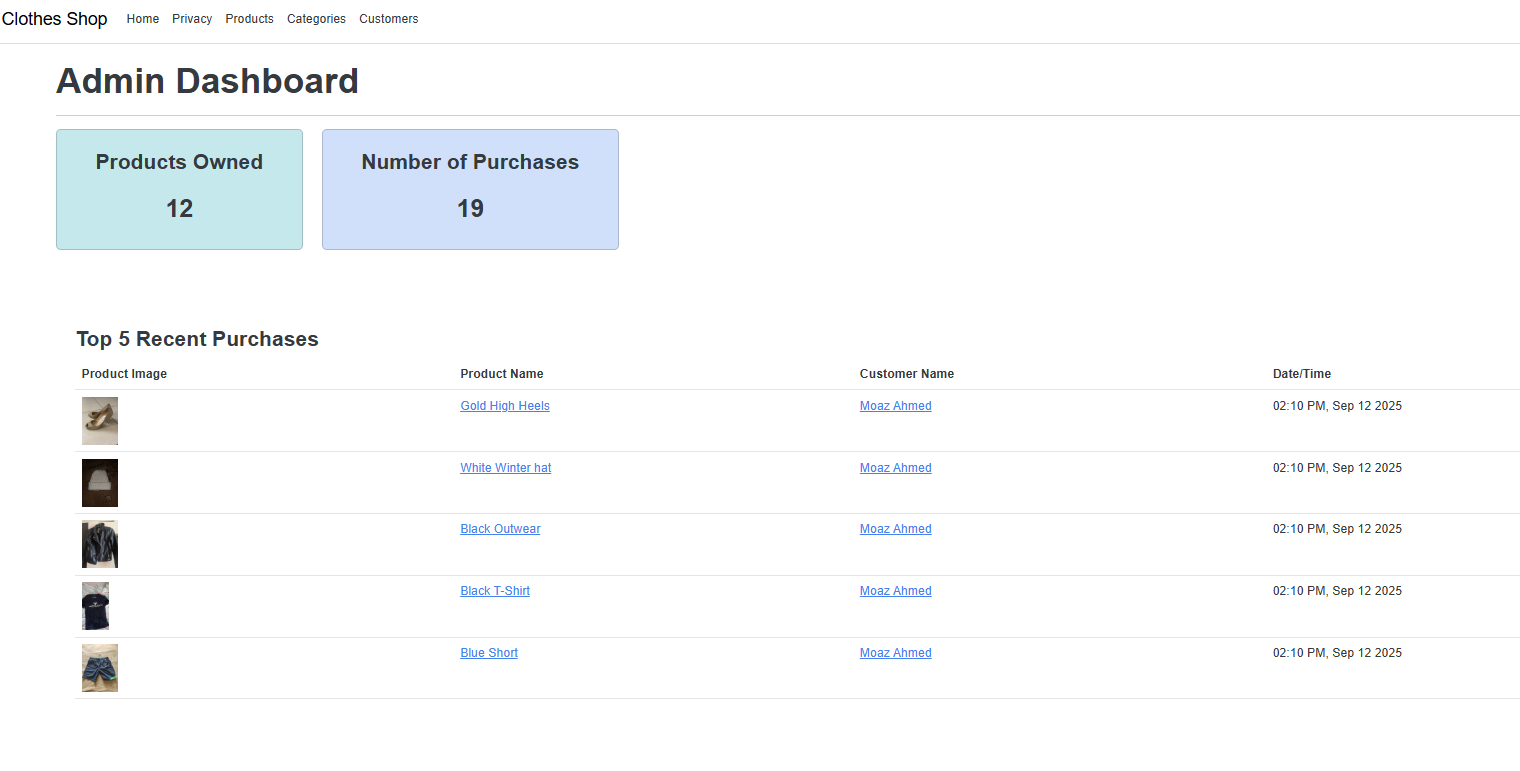 Clothes Shop Home Privacy Products Categories Customers
Admin Dashboard
Products Owned Number of Purchases
12 19
Top 5 Recent Purchases
Product Image Product Name Customer Name Date/Time
Gold High Heels Moaz Ahmed 02:10 PM, Sep 12 2025
White Winter hat Moaz Ahmed 02:10 PM, Sep 12 2025
Black Outwear Moaz Ahmed 02:10 PM, Sep 12 2025
Black T-Shirt Moaz Ahmed 02:10 PM, Sep 12 2025
Blue Short Moaz Ahmed 02:10 PM, Sep 12 2025